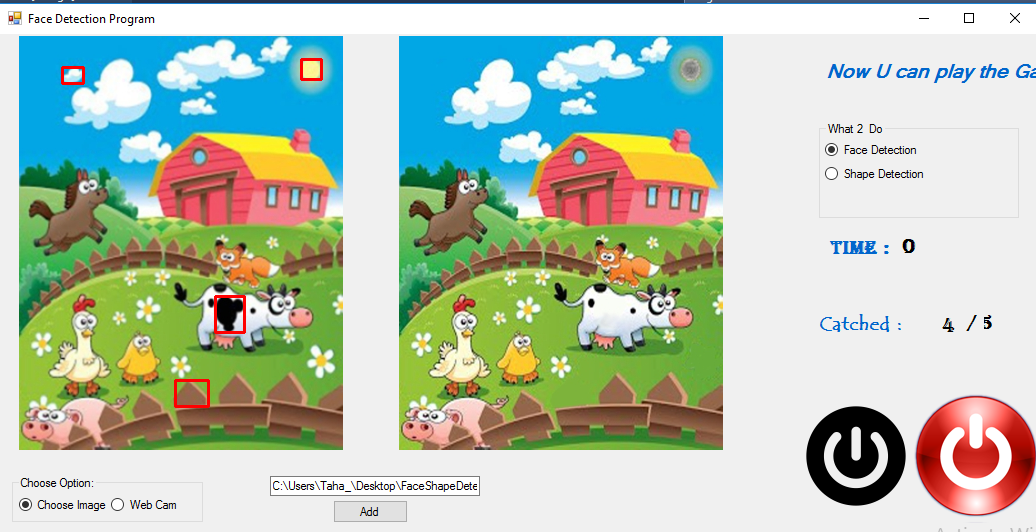 Face Detection Program
Now U can play the Ga
What 2 Do
Face Detection
Shape Detection
TIME : 0
Catched : 4 / 5
Choose Option:
Choose Image
Web Cam
C:\Users\Taha_\Desktop\FaceShapeDete
Add